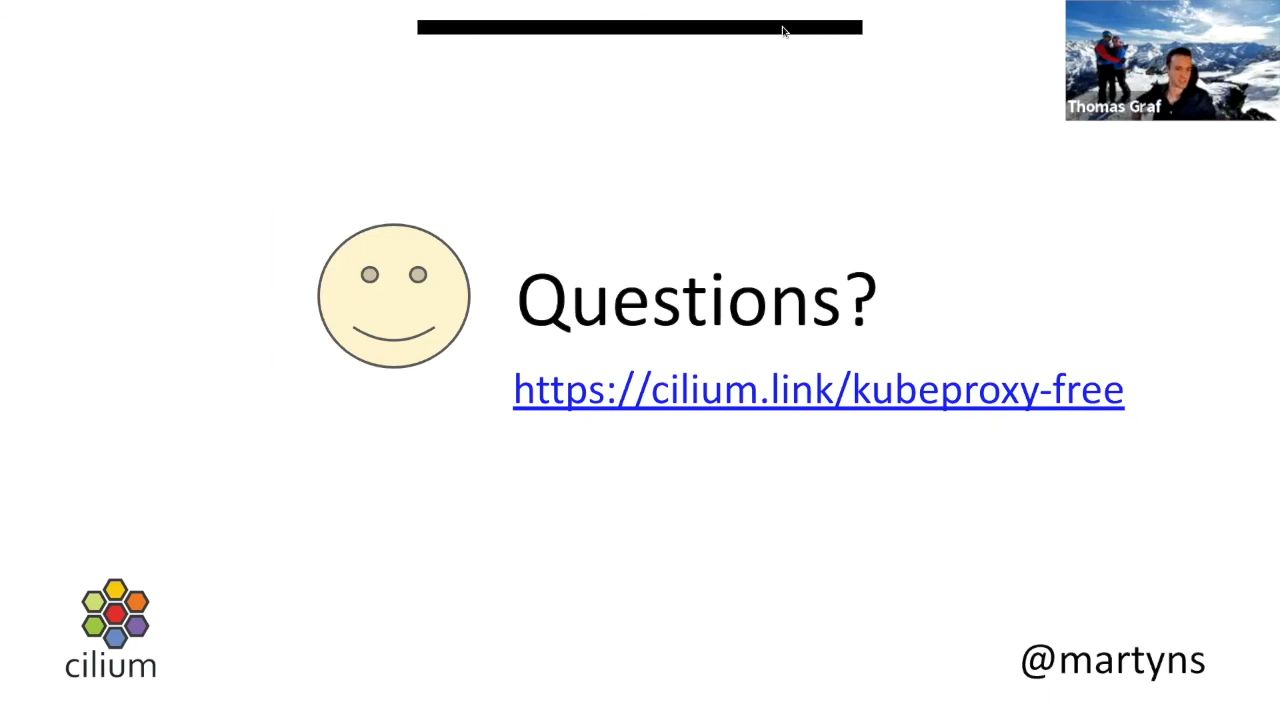 Thomas Graf
Questions?
https://cilium.link/kubeproxy-free
cilium
@martyns